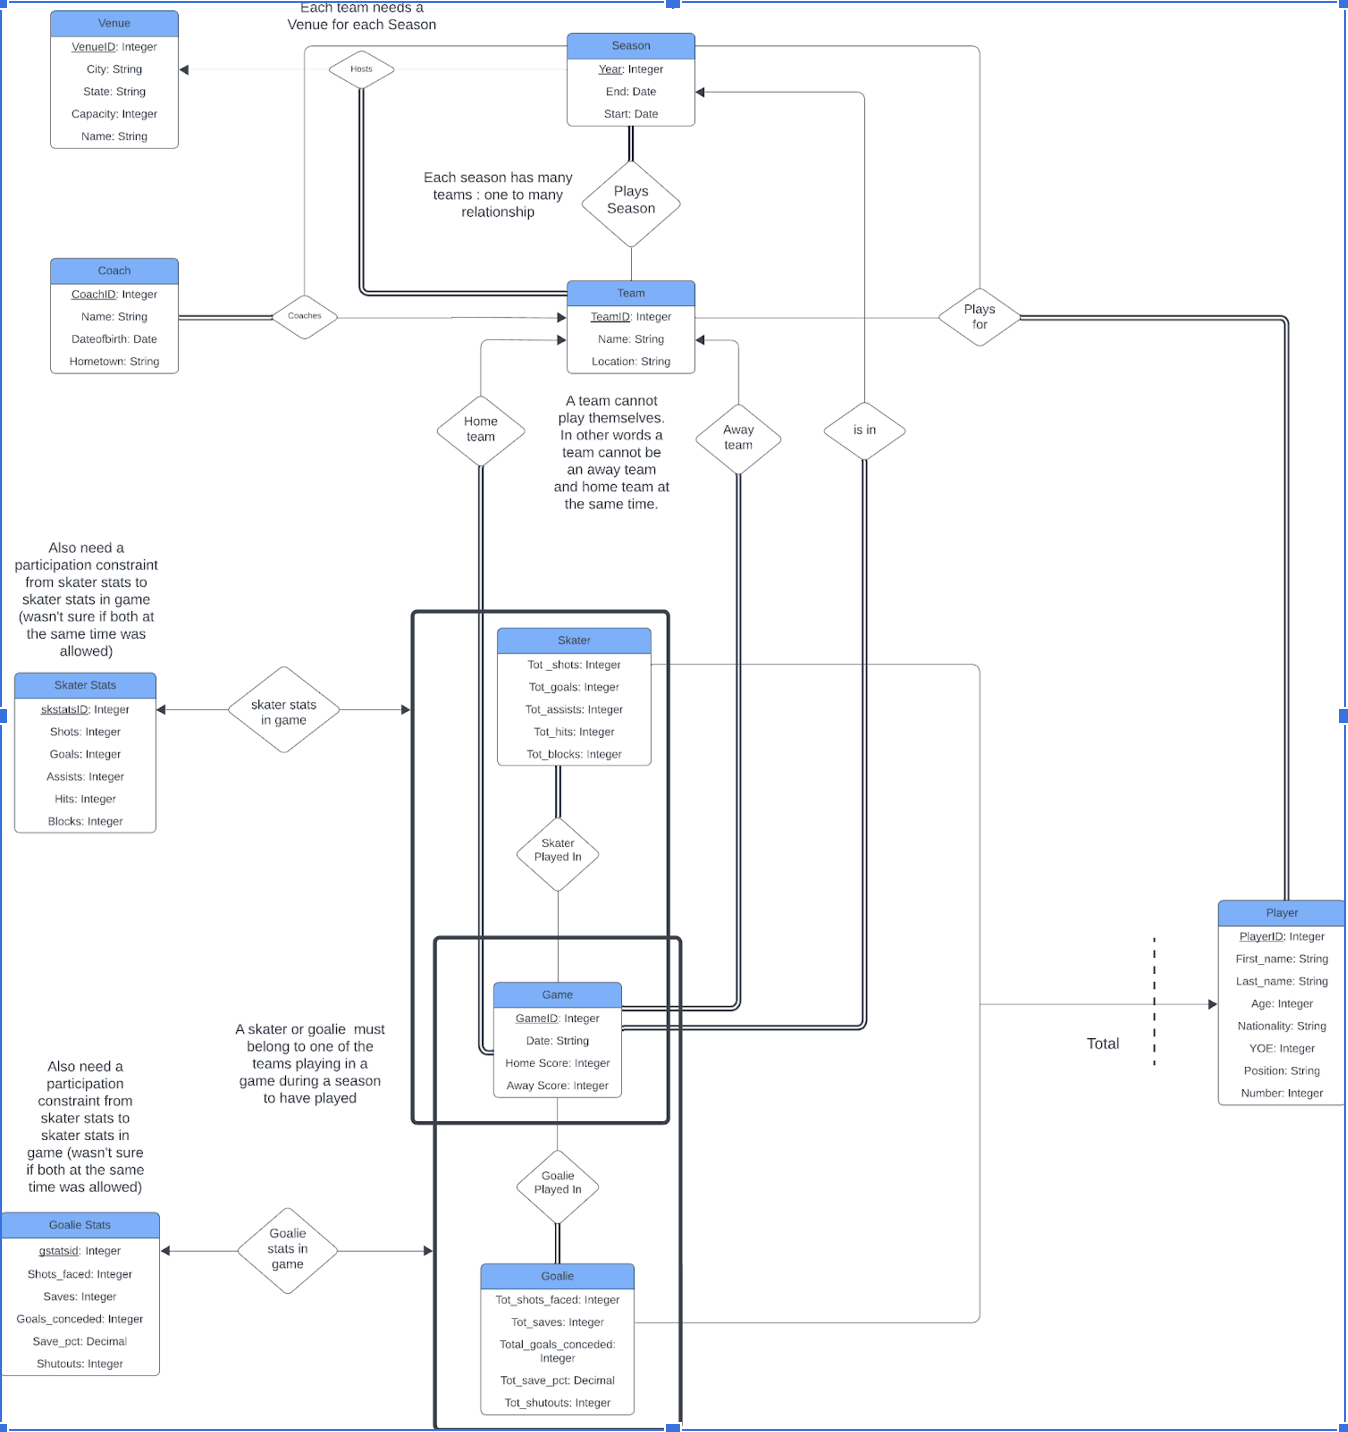 Each team needs a
Venue for each Season
Venue
VenueID: Integer
City: String
State: String
Capacity: Integer
Name: String
Hosts
Season
Year: Integer
End: Date
Start: Date
Each season has many
teams : one to many
relationship
Plays
Season
Coach
CoachID: Integer
Name: String
Dateofbirth: Date
Hometown: String
Coaches
Team
TeamID: Integer
Name: String
Location: String
Plays
for
Home
team
A team cannot
play themselves.
In other words a
team cannot be
an away team
and home team at
the same time.
Away
team
is in
Also need a
participation constraint
from skater stats to
skater stats in game
(wasn't sure if both at
the same time was
allowed)
Skater Stats
skstatsID: Integer
Shots: Integer
Goals: Integer
Assists: Integer
Hits: Integer
Blocks: Integer
skater stats
in game
Skater
Tot _shots: Integer
Tot_goals: Integer
Tot_assists: Integer
Tot_hits: Integer
Tot_blocks: Integer
Skater
Played In
Player
PlayerID: Integer
First_name: String
Last_name: String
Age: Integer
Nationality: String
YOE: Integer
Position: String
Number: Integer
Total
Game
GameID: Integer
Date: Strting
Home Score: Integer
Away Score: Integer
A skater or goalie  must
belong to one of the
teams playing in a
game during a season
to have played
Also need a
participation
constraint from
skater stats to
skater stats in
game (wasn't sure
if both at the same
time was allowed)
Goalie
Played In
Goalie Stats
gstatsid: Integer
Shots_faced: Integer
Saves: Integer
Goals_conceded: Integer
Save_pct: Decimal
Shutouts: Integer
Goalie
stats in
game
Goalie
Tot_shots_faced: Integer
Tot_saves: Integer
Total_goals_conceded:
Integer
Tot_save_pct: Decimal
Tot_shutouts: Integer